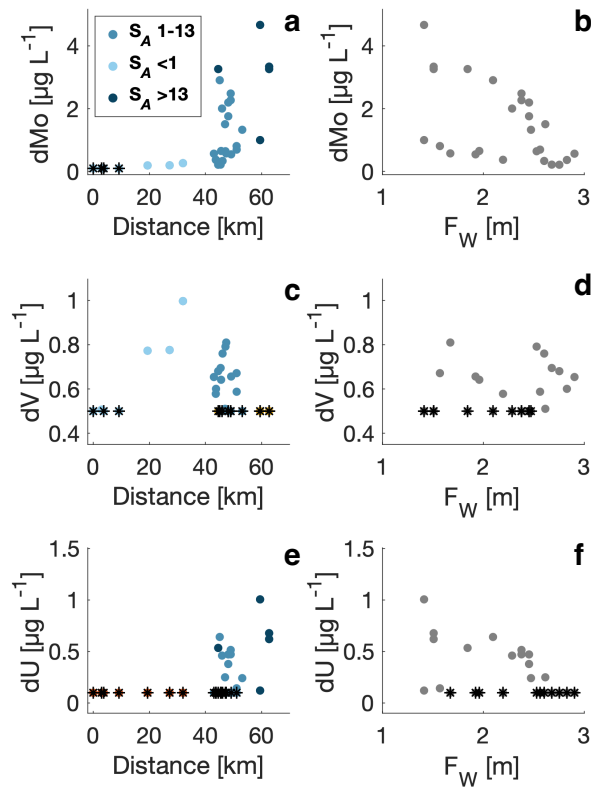 a
S_A 1-13
S_A <1
S_A >13
dMo [µg L⁻¹]
4
2
0
0 20 40 60
Distance [km]
b
dMo [µg L⁻¹]
4
2
0
1 2 3
F_W [m]
c
dV [µg L⁻¹]
1
0.8
0.6
0.4
0 20 40 60
Distance [km]
d
dV [µg L⁻¹]
1
0.8
0.6
0.4
1 2 3
F_W [m]
e
dU [µg L⁻¹]
1.5
1
0.5
0
0 20 40 60
Distance [km]
f
dU [µg L⁻¹]
1.5
1
0.5
0
1 2 3
F_W [m]